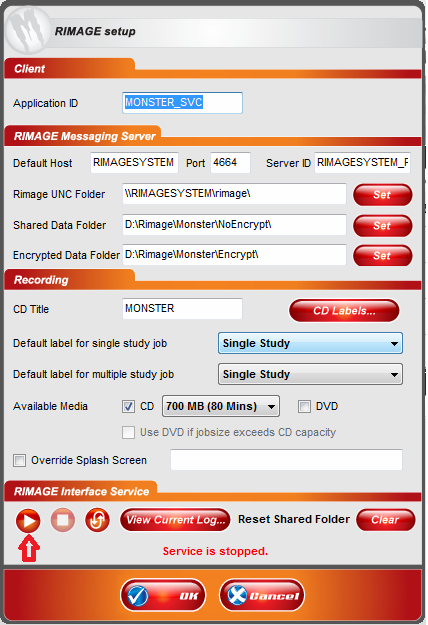 RIMAGE setup
Client
Application ID MONSTER_SVC
RIMAGE Messaging Server
Default Host RIMAGESYSTEM Port 4664 Server ID RIMAGESYSTEM_F
Rimage UNC Folder \\RIMAGESYSTEM\rimage\ Set
Shared Data Folder D:\Rimage\Monster\NoEncrypt\ Set
Encrypted Data Folder D:\Rimage\Monster\Encrypt\ Set
Recording
CD Title MONSTER CD Labels...
Default label for single study job Single Study
Default label for multiple study job Single Study
Available Media CD 700 MB (80 Mins) DVD
Use DVD if jobsize exceeds CD capacity
Override Splash Screen
RIMAGE Interface Service
View Current Log... Reset Shared Folder Clear
Service is stopped.
OK Cancel